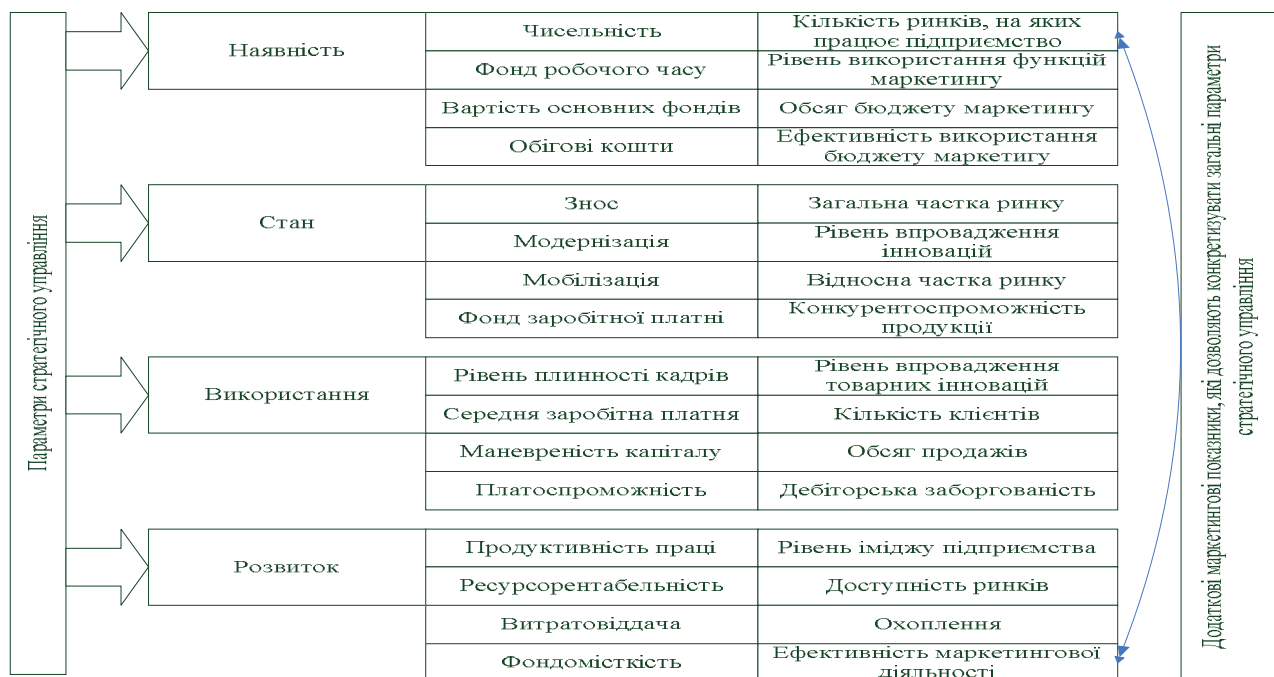 Параметри стратегічного управління
Наявність
Чисельність
Кількість ринків, на яких
працює підприємство
Фонд робочого часу
Рівень використання функцій
маркетингу
Вартість основних фондів
Обсяг бюджету маркетингу
Обігові кошти
Ефективність використання
бюджету маркетигу
Стан
Знос
Загальна частка ринку
Модернізація
Рівень впровадження
інновацій
Мобілізація
Відносна частка ринку
Фонд заробітної платні
Конкурентоспроможність
продукції
Використання
Рівень плинності кадрів
Рівень впровадження
товарних інновацій
Середня заробітна платня
Кількість клієнтів
Маневреність капіталу
Обсяг продажів
Платоспроможність
Дебіторська заборгованість
Розвиток
Продуктивність праці
Рівень іміджу підприємства
Ресурсорентабельність
Доступність ринків
Витратовіддача
Охоплення
Фондомісткість
Ефективність маркетингової
діяльності
Додаткові маркетингові показники, які дозволяють конкретизувати загальні параметри
стратегічного управління